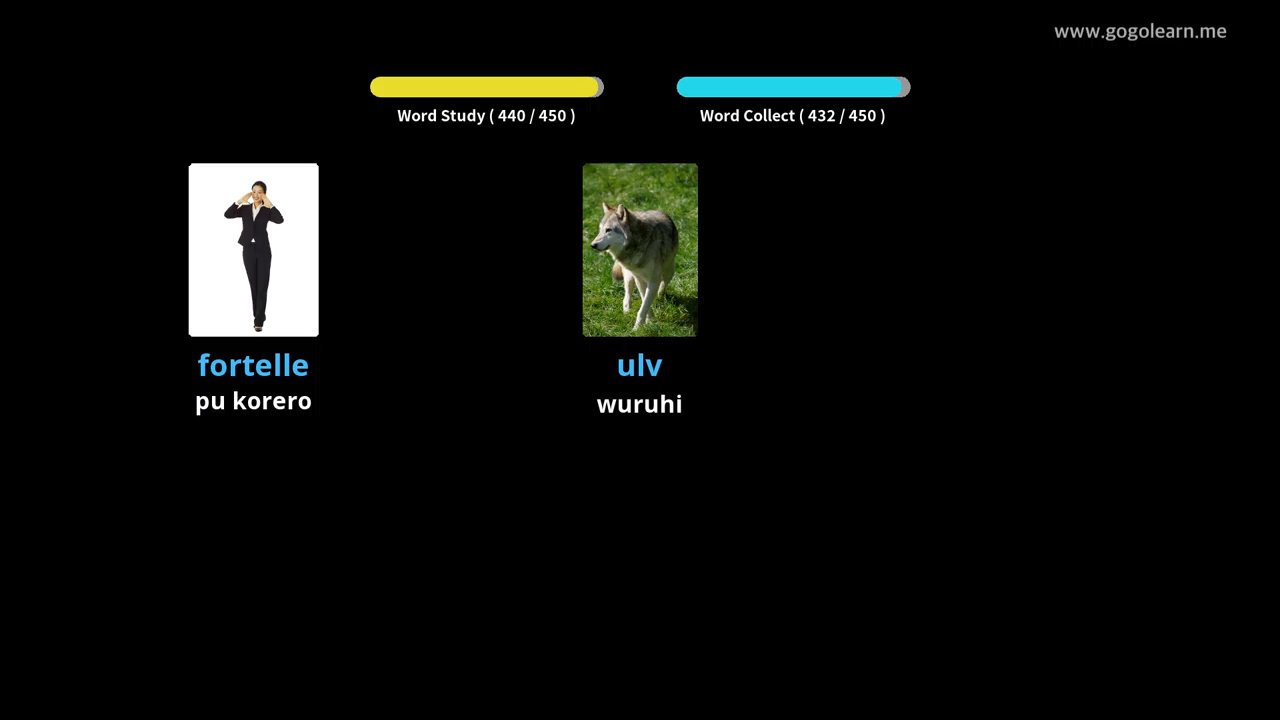 www.gogolearn.me
Word Study ( 440 / 450 )
Word Collect ( 432 / 450 )
fortelle
pu korero
ulv
wuruhi